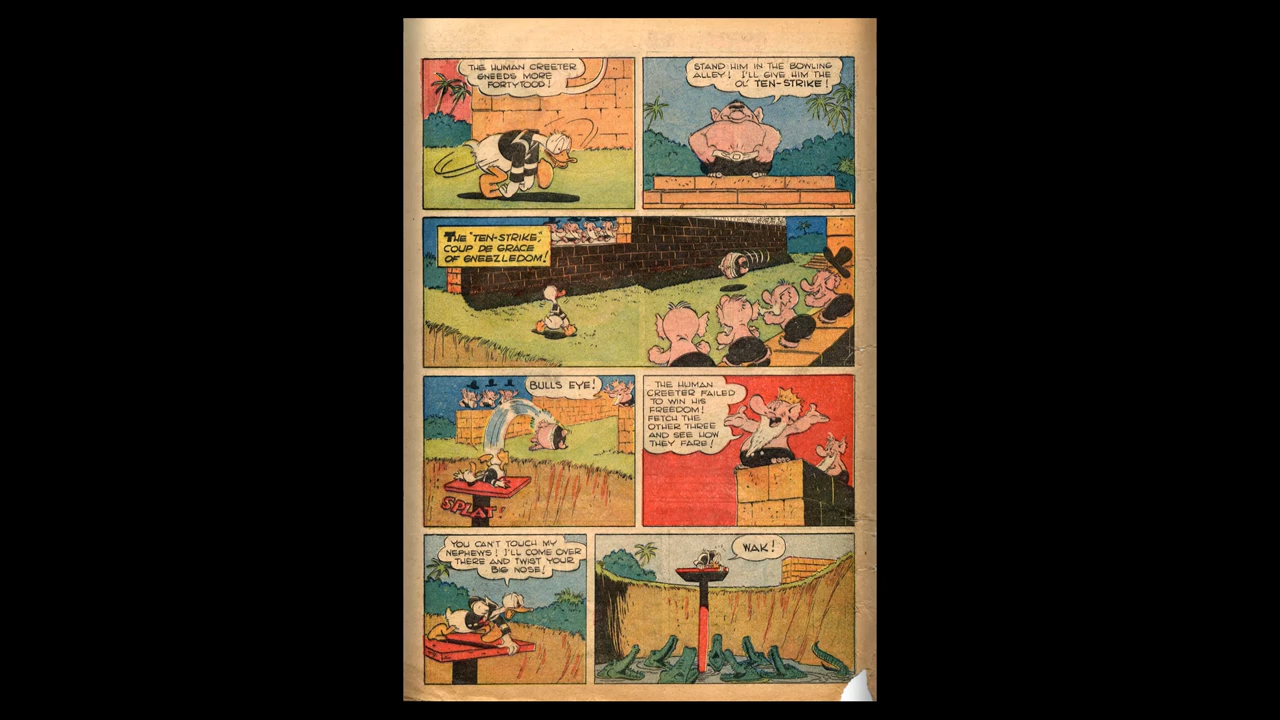 THE HUMAN CREETER
GNEEDS MORE
FORTYTOOD!
STAND HIM IN THE BOWLING
ALLEY! I'LL GIVE HIM THE
OL' TEN-STRIKE!
THE "TEN-STRIKE,"
COUP DE GRACE
OF GNEEZLEDOM!
BULLS EYE!
SPLAT!
THE HUMAN
CREETER FAILED
TO WIN HIS
FREEDOM!
FETCH THE
OTHER THREE
AND SEE HOW
THEY FARE!
YOU CAN'T TOUCH MY
NEPHEWS! I'LL COME OVER
THERE AND TWIST YOUR
BIG NOSE!
WAK!